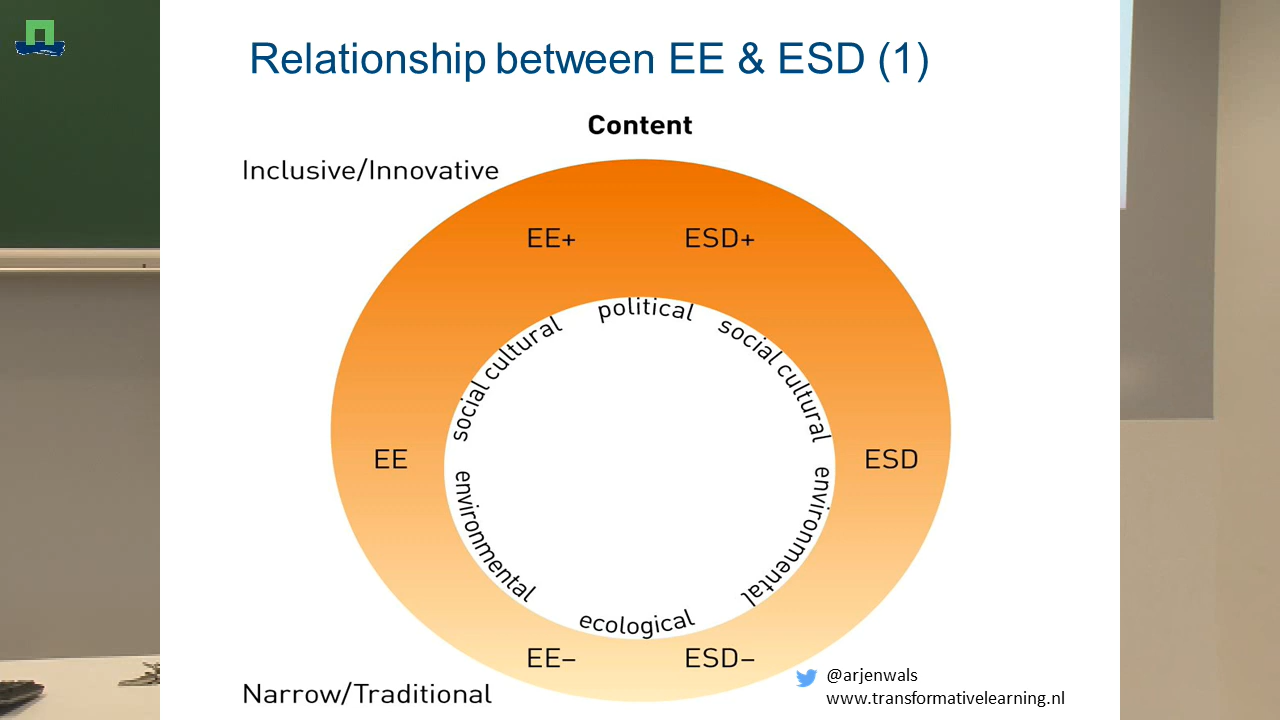 Relationship between EE & ESD (1)
Content
Inclusive/Innovative
EE+
ESD+
political
social cultural
social cultural
EE
ESD
environmental
environmental
ecological
EE–
ESD–
Narrow/Traditional
@arjenwals
www.transformativelearning.nl